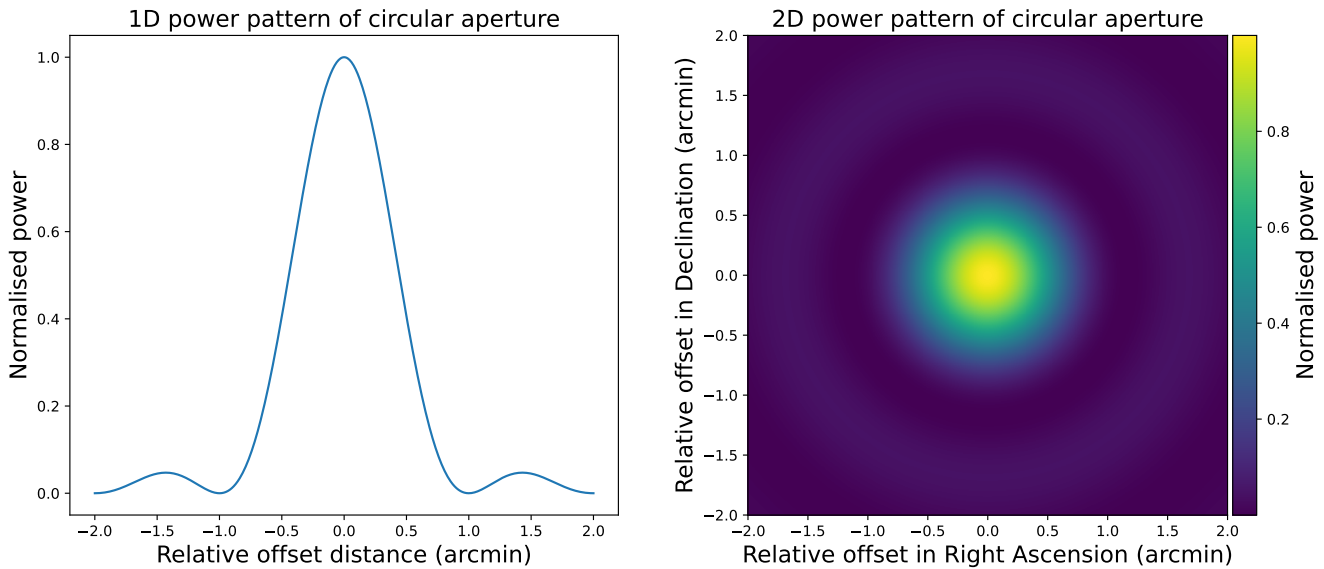 1D power pattern of circular aperture
Normalised power
1.0
0.8
0.6
0.4
0.2
0.0
−2.0 −1.5 −1.0 −0.5 0.0 0.5 1.0 1.5 2.0
Relative offset distance (arcmin)
2D power pattern of circular aperture
Relative offset in Declination (arcmin)
2.0
1.5
1.0
0.5
0.0
−0.5
−1.0
−1.5
−2.0
−2.0 −1.5 −1.0 −0.5 0.0 0.5 1.0 1.5 2.0
Relative offset in Right Ascension (arcmin)
0.8
0.6
0.4
0.2
Normalised power